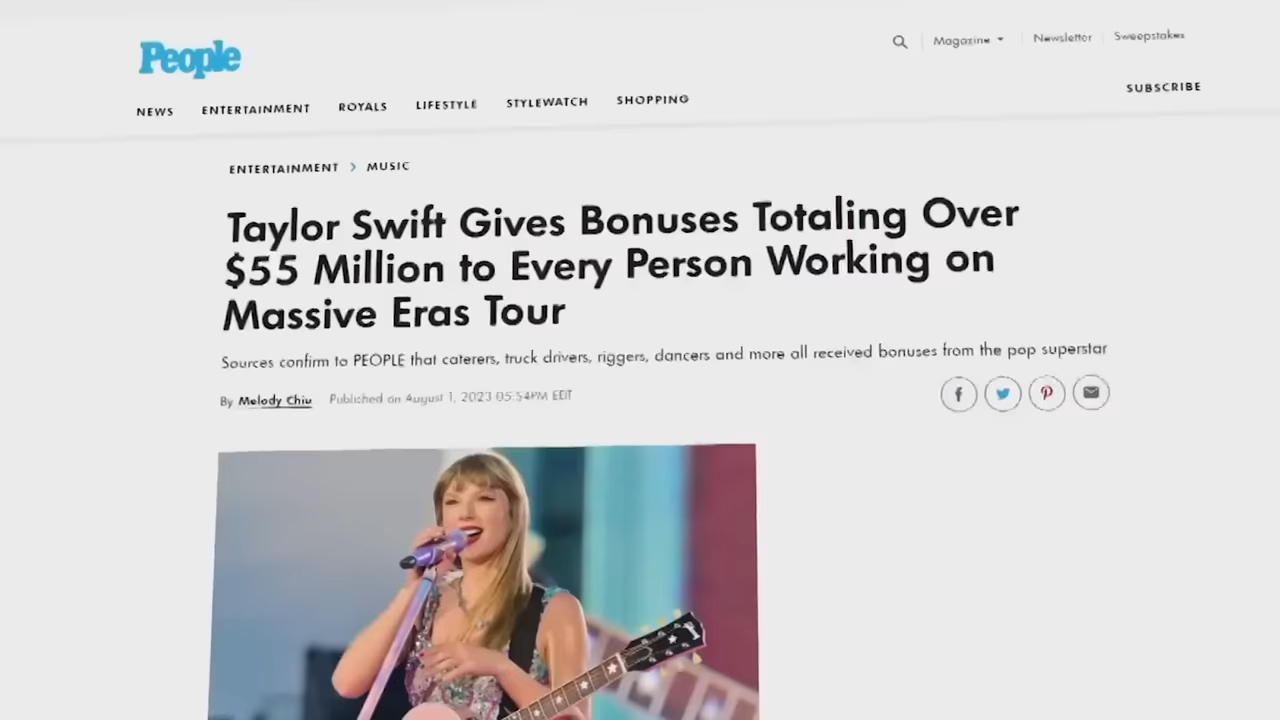 People
Magazine
Newsletter
Sweepstakes
NEWS
ENTERTAINMENT
ROYALS
LIFESTYLE
STYLEWATCH
SHOPPING
SUBSCRIBE
ENTERTAINMENT > MUSIC
Taylor Swift Gives Bonuses Totaling Over
$55 Million to Every Person Working on
Massive Eras Tour
Sources confirm to PEOPLE that caterers, truck drivers, riggers, dancers and more all received bonuses from the pop superstar
By Melody Chiu Published on August 1, 2023 05:54PM EDT